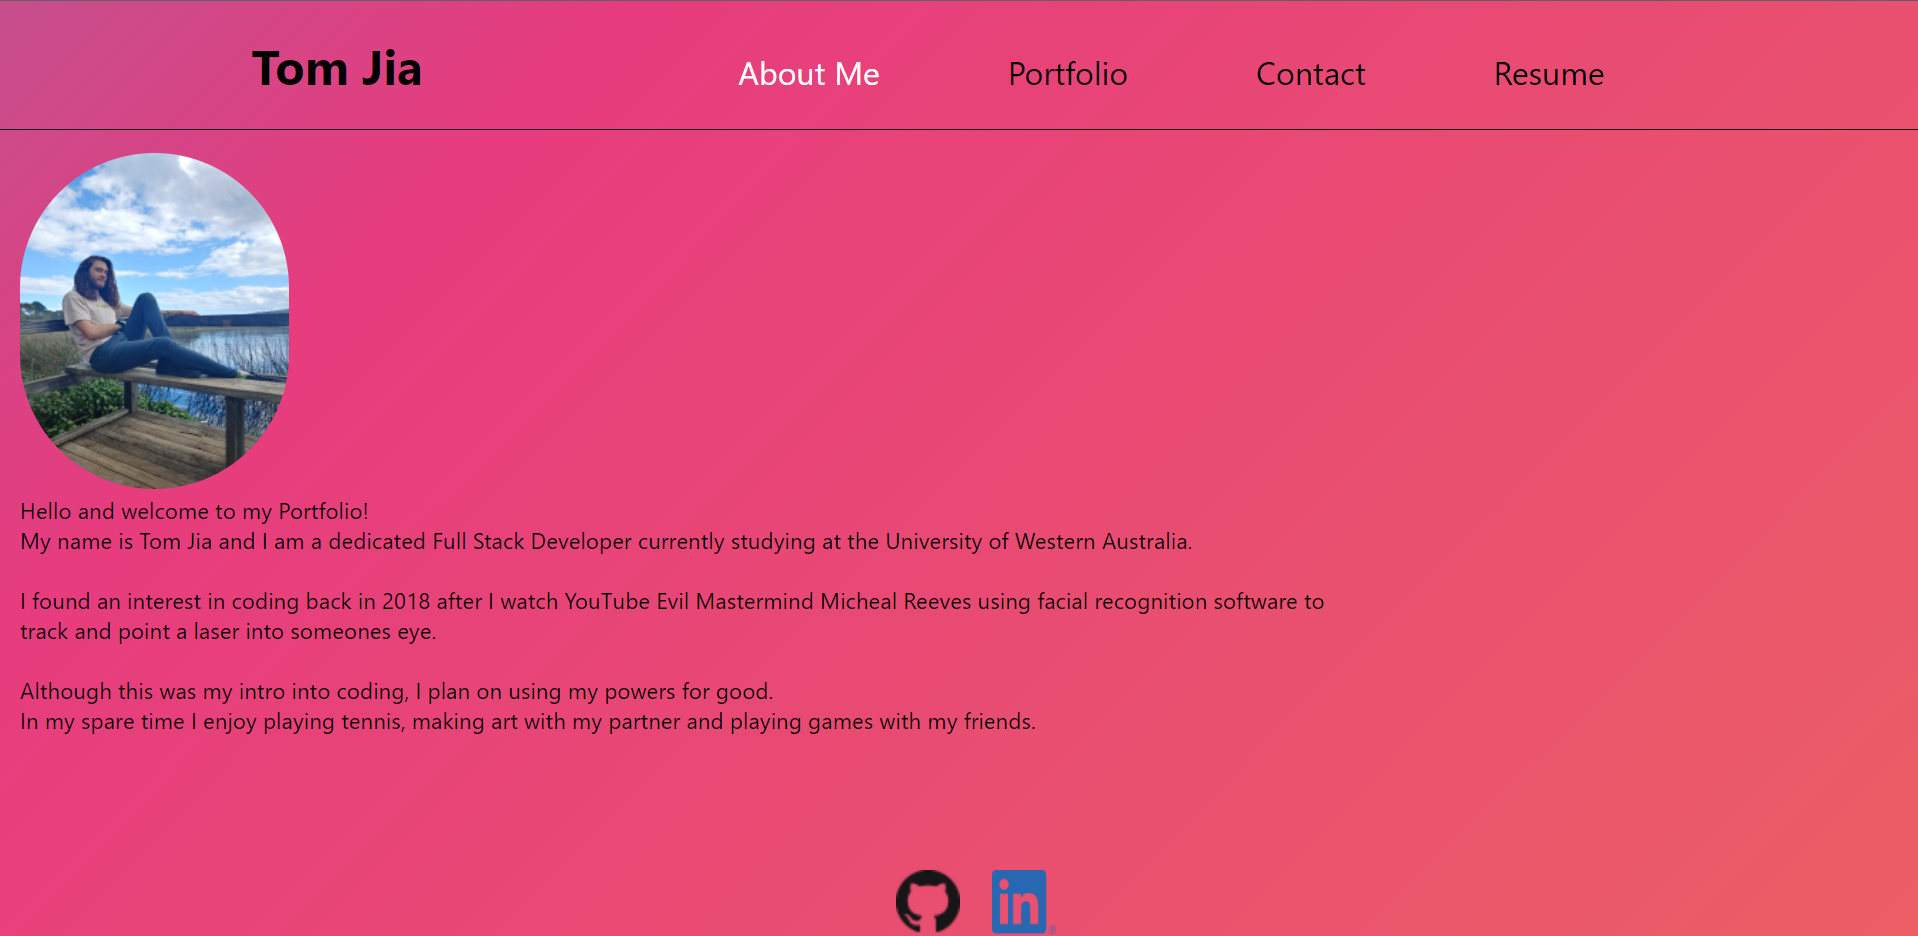 Tom Jia
About Me
Portfolio
Contact
Resume
Hello and welcome to my Portfolio!
My name is Tom Jia and I am a dedicated Full Stack Developer currently studying at the University of Western Australia.
I found an interest in coding back in 2018 after I watch YouTube Evil Mastermind Micheal Reeves using facial recognition software to
track and point a laser into someones eye.
Although this was my intro into coding, I plan on using my powers for good.
In my spare time I enjoy playing tennis, making art with my partner and playing games with my friends.
in